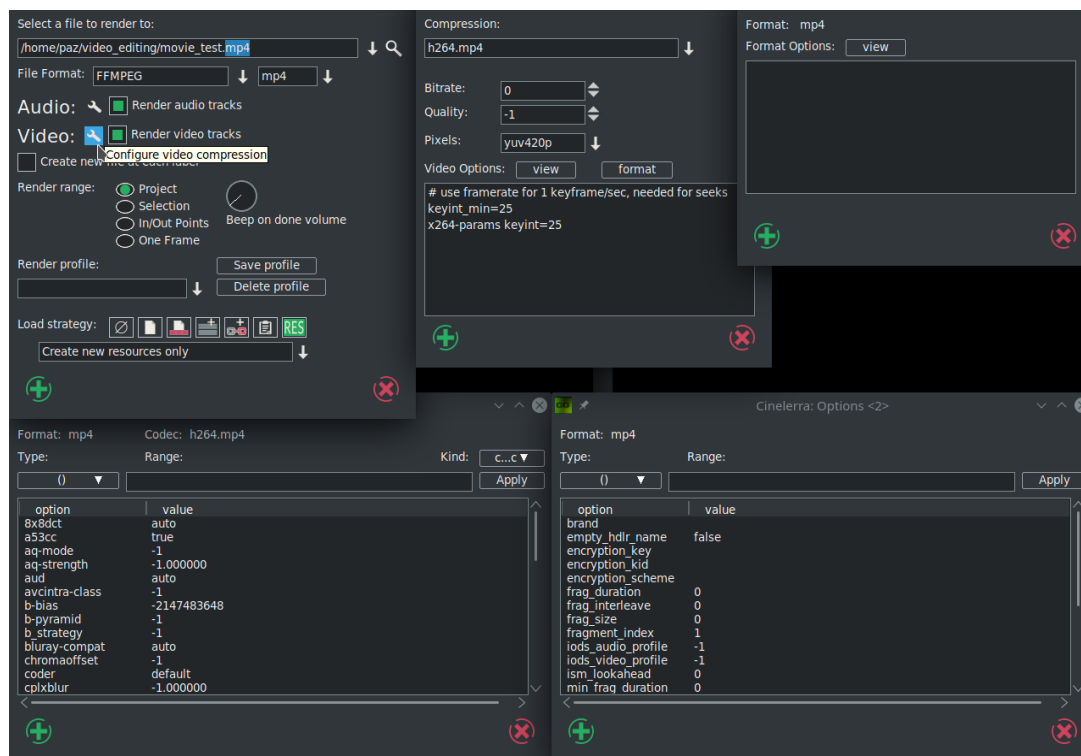 Select a file to render to:
/home/paz/video_editing/movie_test.mp4
File Format: FFMPEG mp4
Audio: Render audio tracks
Video: Render video tracks
Configure video compression
Create new file at each label
Render range: Project
Selection
In/Out Points
One Frame
Beep on done volume
Render profile: Save profile
Delete profile
Load strategy: RES
Create new resources only
Compression:
h264.mp4
Bitrate: 0
Quality: -1
Pixels: yuv420p
Video Options: view format
# use framerate for 1 keyframe/sec, needed for seeks
keyint_min=25
x264-params keyint=25
Format: mp4
Format Options: view
Format: mp4 Codec: h264.mp4
Type: Range: Kind: c...c
() Apply
option value
8x8dct auto
a53cc true
aq-mode -1
aq-strength -1.000000
aud auto
avcintra-class -1
b-bias -2147483648
b-pyramid -1
b_strategy -1
bluray-compat auto
chromaoffset -1
coder default
cplxblur -1.000000
Cinelerra: Options <2>
Format: mp4
Type: Range:
() Apply
option value
brand
empty_hdlr_name false
encryption_key
encryption_kid
encryption_scheme
frag_duration 0
frag_interleave 0
frag_size 0
fragment_index 1
iods_audio_profile -1
iods_video_profile -1
ism_lookahead 0
min_frag_duration 0